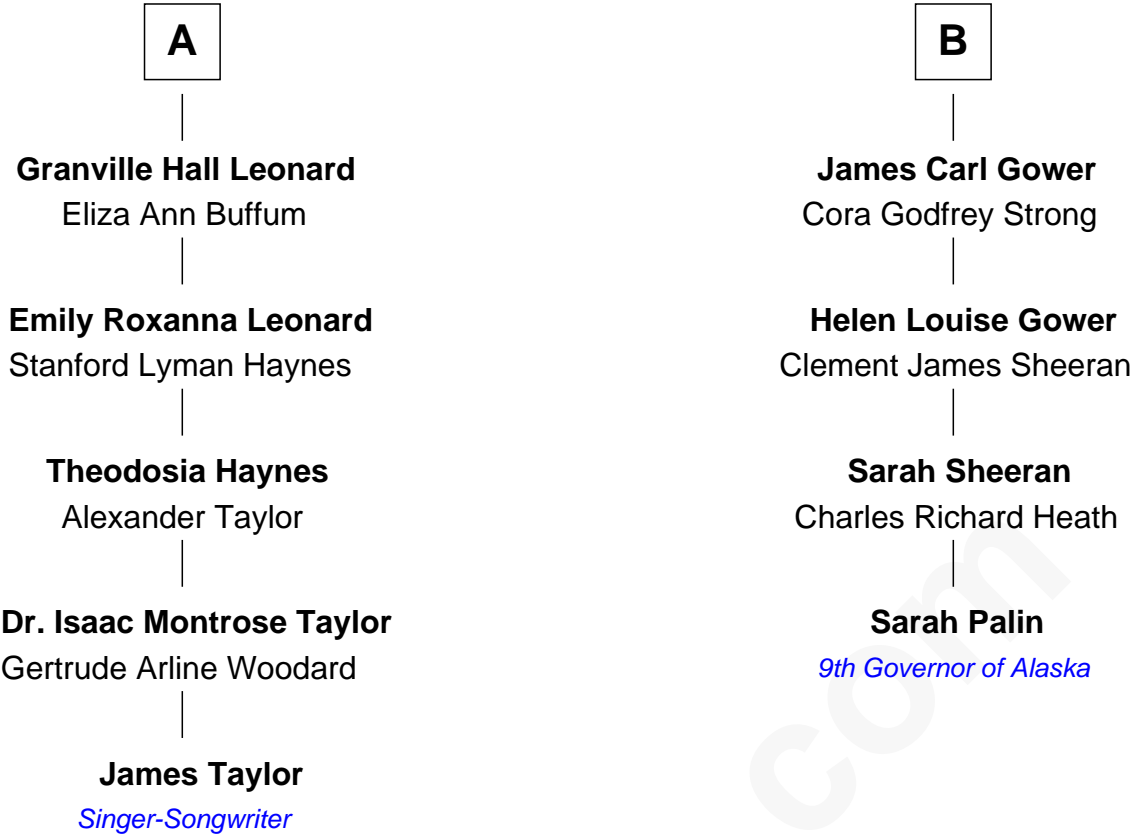 A
Granville Hall Leonard
Eliza Ann Buffum
Emily Roxanna Leonard
Stanford Lyman Haynes
Theodosia Haynes
Alexander Taylor
Dr. Isaac Montrose Taylor
Gertrude Arline Woodard
James Taylor
Singer-Songwriter
B
James Carl Gower
Cora Godfrey Strong
Helen Louise Gower
Clement James Sheeran
Sarah Sheeran
Charles Richard Heath
Sarah Palin
9th Governor of Alaska
com